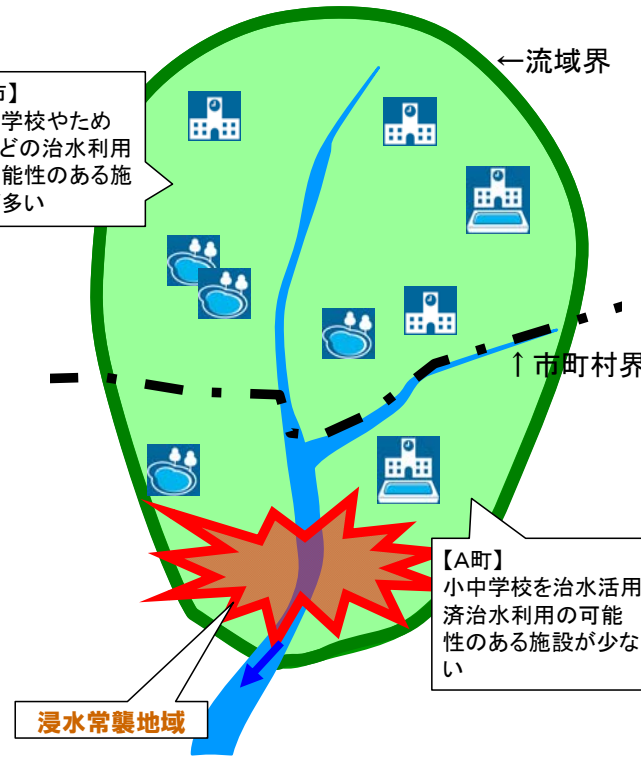 ←流域界
市】
学校やため
どの治水利用
能性のある施
多い
↑市町村界
【A町】
小中学校を治水活用
済治水利用の可能
性のある施設が少な
い
浸水常襲地域